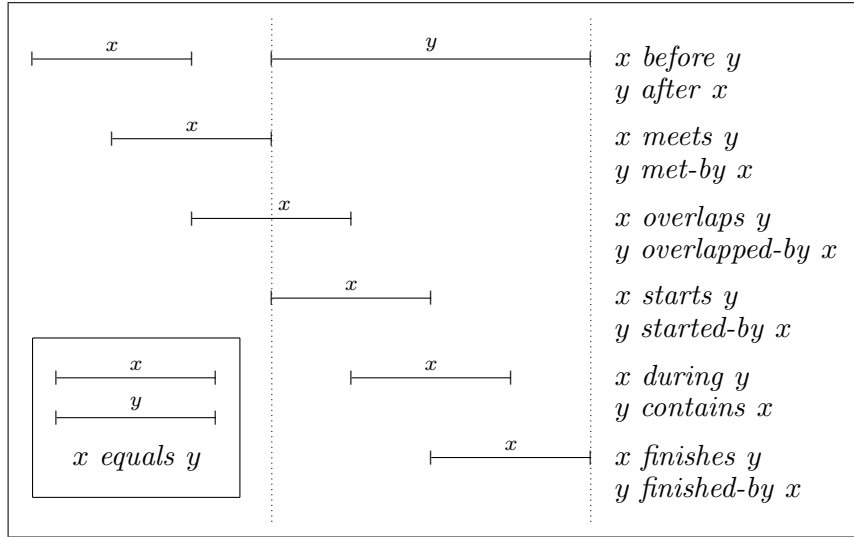 x y x before y
y after x
x x meets y
y met-by x
x x overlaps y
y overlapped-by x
x x starts y
y started-by x
x x x during y
y y contains x
x equals y x x finishes y
y finished-by x